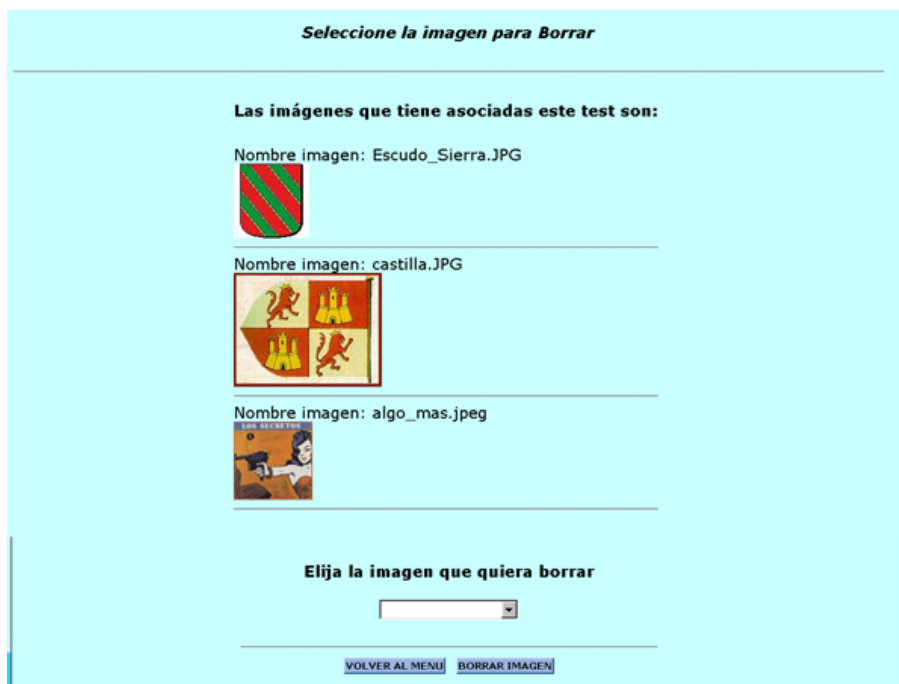 Seleccione la imagen para Borrar
Las imágenes que tiene asociadas este test son:
Nombre imagen: Escudo_Sierra.JPG
Nombre imagen: castilla.JPG
Nombre imagen: algo_mas.jpeg
LOS SECRETOS
Elija la imagen que quiera borrar
VOLVER AL MENU BORRAR IMAGEN